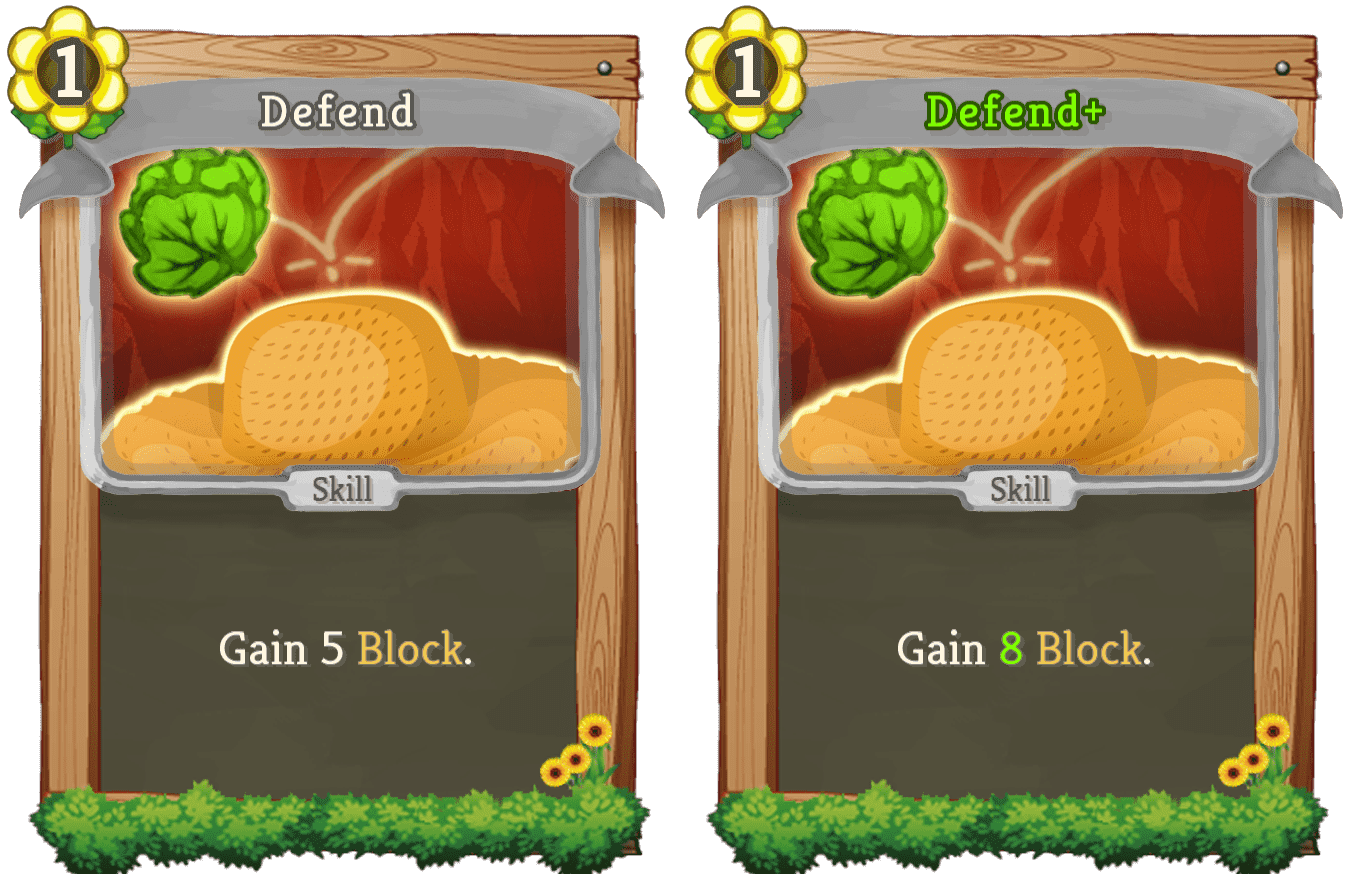 1
Defend
Skill
Gain 5 Block.
1
Defend+
Skill
Gain 8 Block.